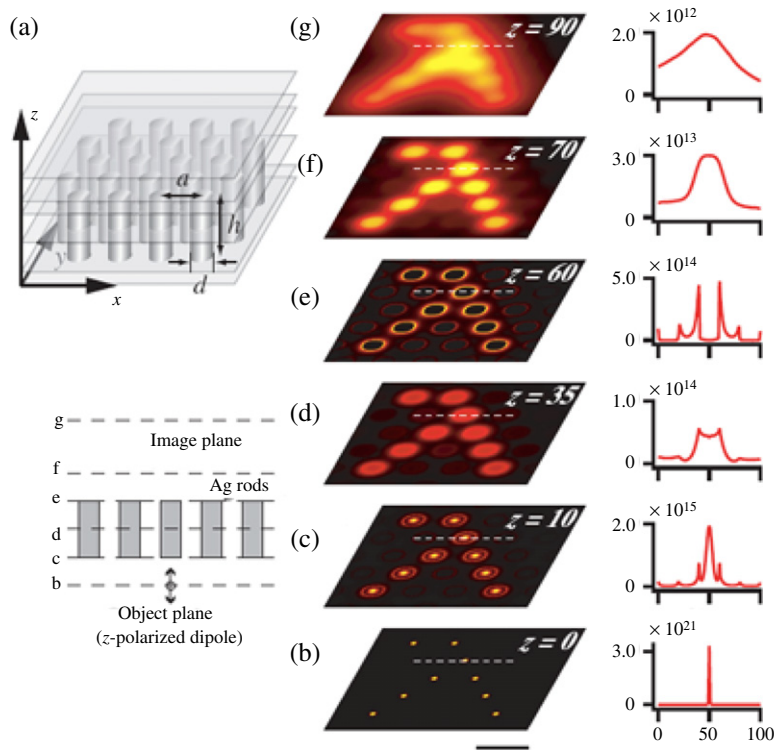 (a)
z
a
h
y
d
x
g
Image plane
f
Ag rods
e
d
c
b
Object plane
(z-polarized dipole)
(g)
z = 90
× 10¹²
2.0
0
(f)
z = 70
× 10¹³
3.0
0
(e)
z = 60
× 10¹⁴
5.0
0
(d)
z = 35
× 10¹⁴
1.0
0
(c)
z = 10
× 10¹⁵
2.0
0
(b)
z = 0
× 10²¹
3.0
0
0 50 100